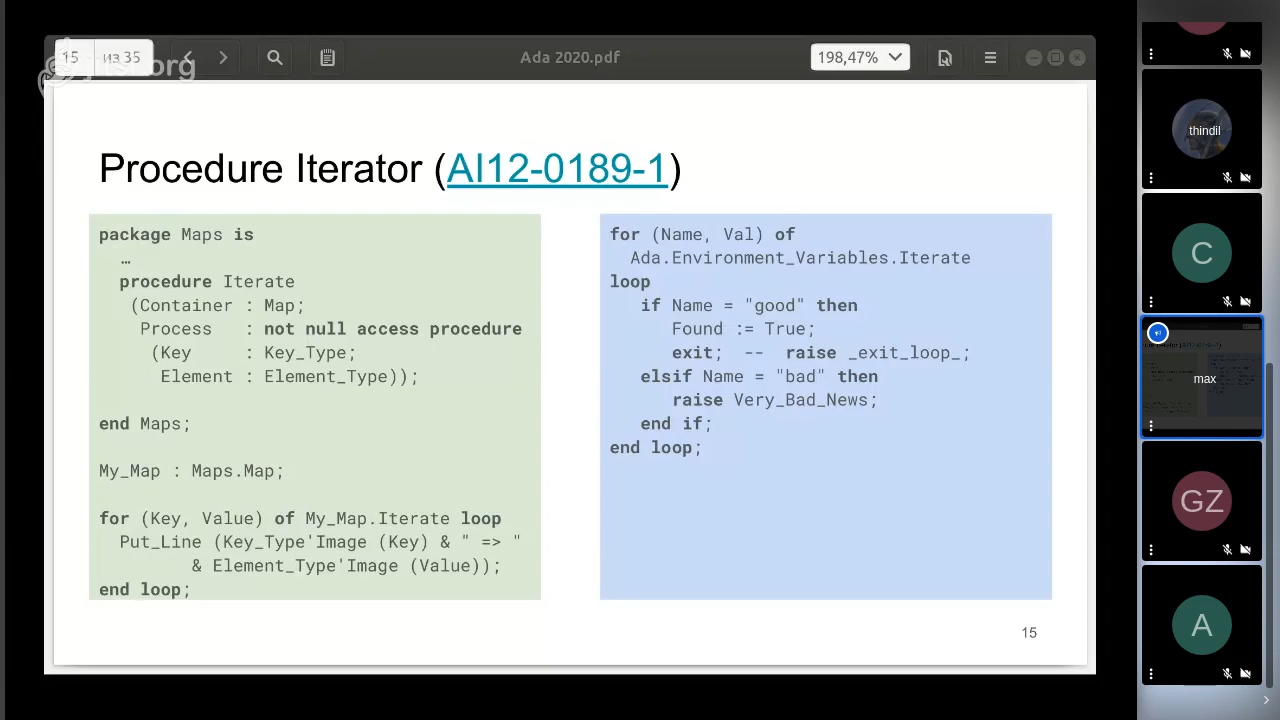 15 из 35
Ada 2020.pdf
198,47%
Procedure Iterator (AI12-0189-1)
package Maps is
…
procedure Iterate
(Container : Map;
Process : not null access procedure
(Key : Key_Type;
Element : Element_Type));
end Maps;
My_Map : Maps.Map;
for (Key, Value) of My_Map.Iterate loop
Put_Line (Key_Type'Image (Key) & " => "
& Element_Type'Image (Value));
end loop;
for (Name, Val) of
Ada.Environment_Variables.Iterate
loop
if Name = "good" then
Found := True;
exit; -- raise _exit_loop_;
elsif Name = "bad" then
raise Very_Bad_News;
end if;
end loop;
15
thindil
C
max
GZ
A